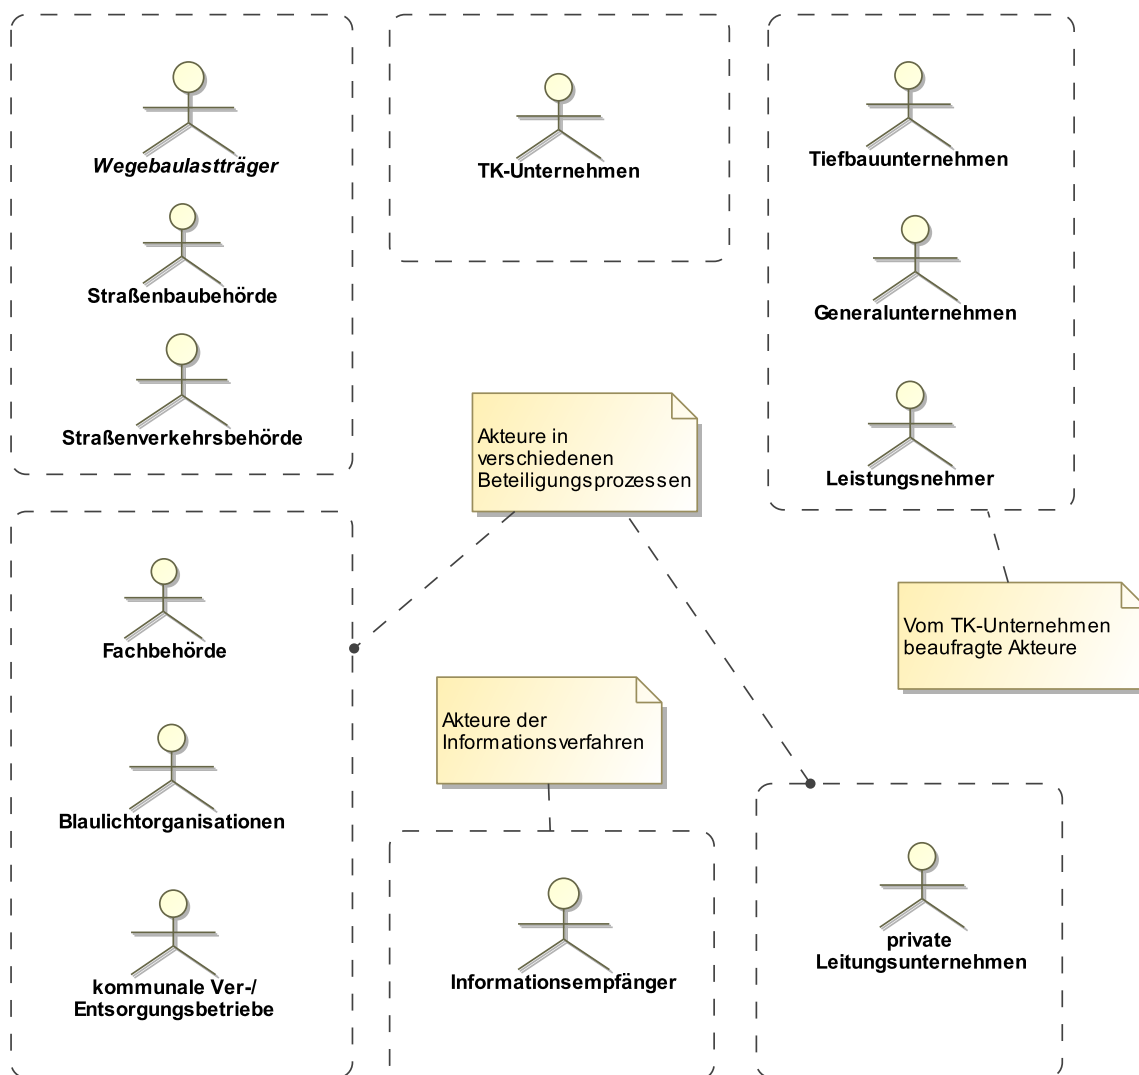 Wegebaulastträger
Straßenbaubehörde
Straßenverkehrsbehörde
TK-Unternehmen
Tiefbauunternehmen
Generalunternehmen
Leistungsnehmer
Akteure in
verschiedenen
Beteiligungsprozessen
Vom TK-Unternehmen
beaufragte Akteure
Fachbehörde
Blaulichtorganisationen
kommunale Ver-/
Entsorgungsbetriebe
Akteure der
Informationsverfahren
Informationsempfänger
private
Leitungsunternehmen